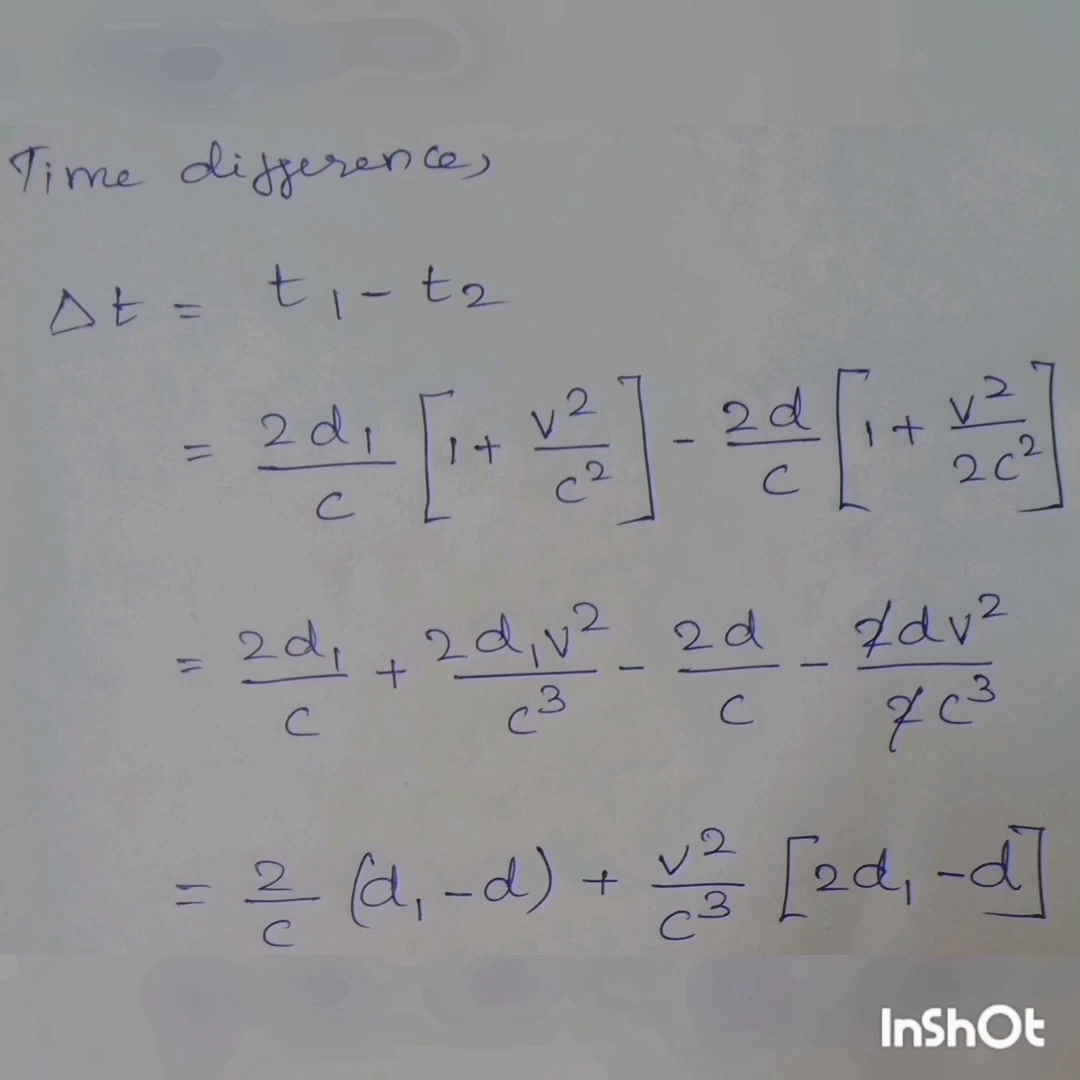 Time difference,
Δt = t₁ - t₂
= 2d₁/c [1 + v²/c²] - 2d/c [1 + v²/2c²]
= 2d₁/c + 2d₁v²/c³ - 2d/c - 2dv²/2c³
= 2/c (d₁ - d) + v²/c³ [2d₁ - d]
InShOt